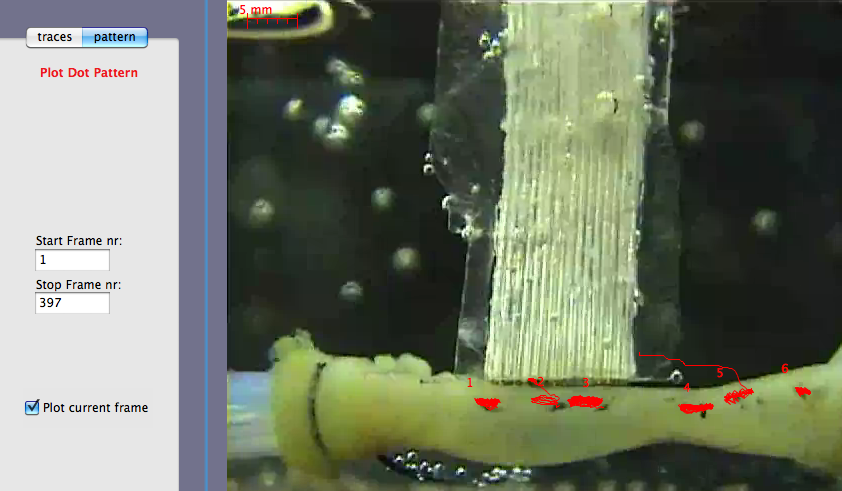 5 mm
traces
pattern
Plot Dot Pattern
Start Frame nr:
1
Stop Frame nr:
397
Plot current frame
1
2
3
4
5
6